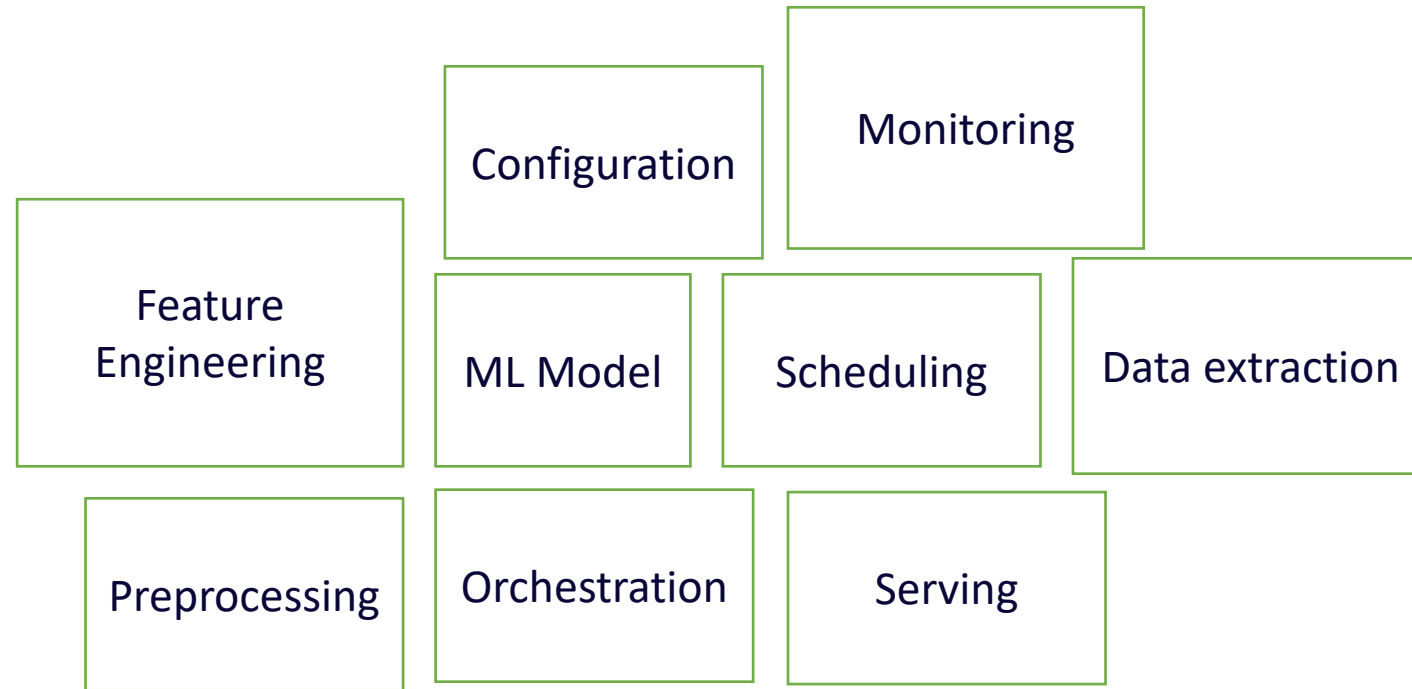 Configuration
Monitoring
Feature
Engineering
ML Model
Scheduling
Data extraction
Preprocessing
Orchestration
Serving